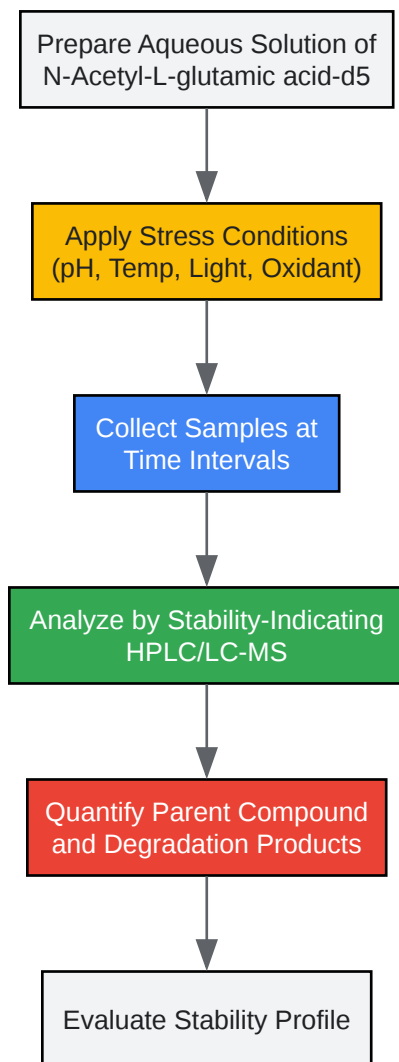 Prepare Aqueous Solution of
N-Acetyl-L-glutamic acid-d5
Apply Stress Conditions
(pH, Temp, Light, Oxidant)
Collect Samples at
Time Intervals
Analyze by Stability-Indicating
HPLC/LC-MS
Quantify Parent Compound
and Degradation Products
Evaluate Stability Profile